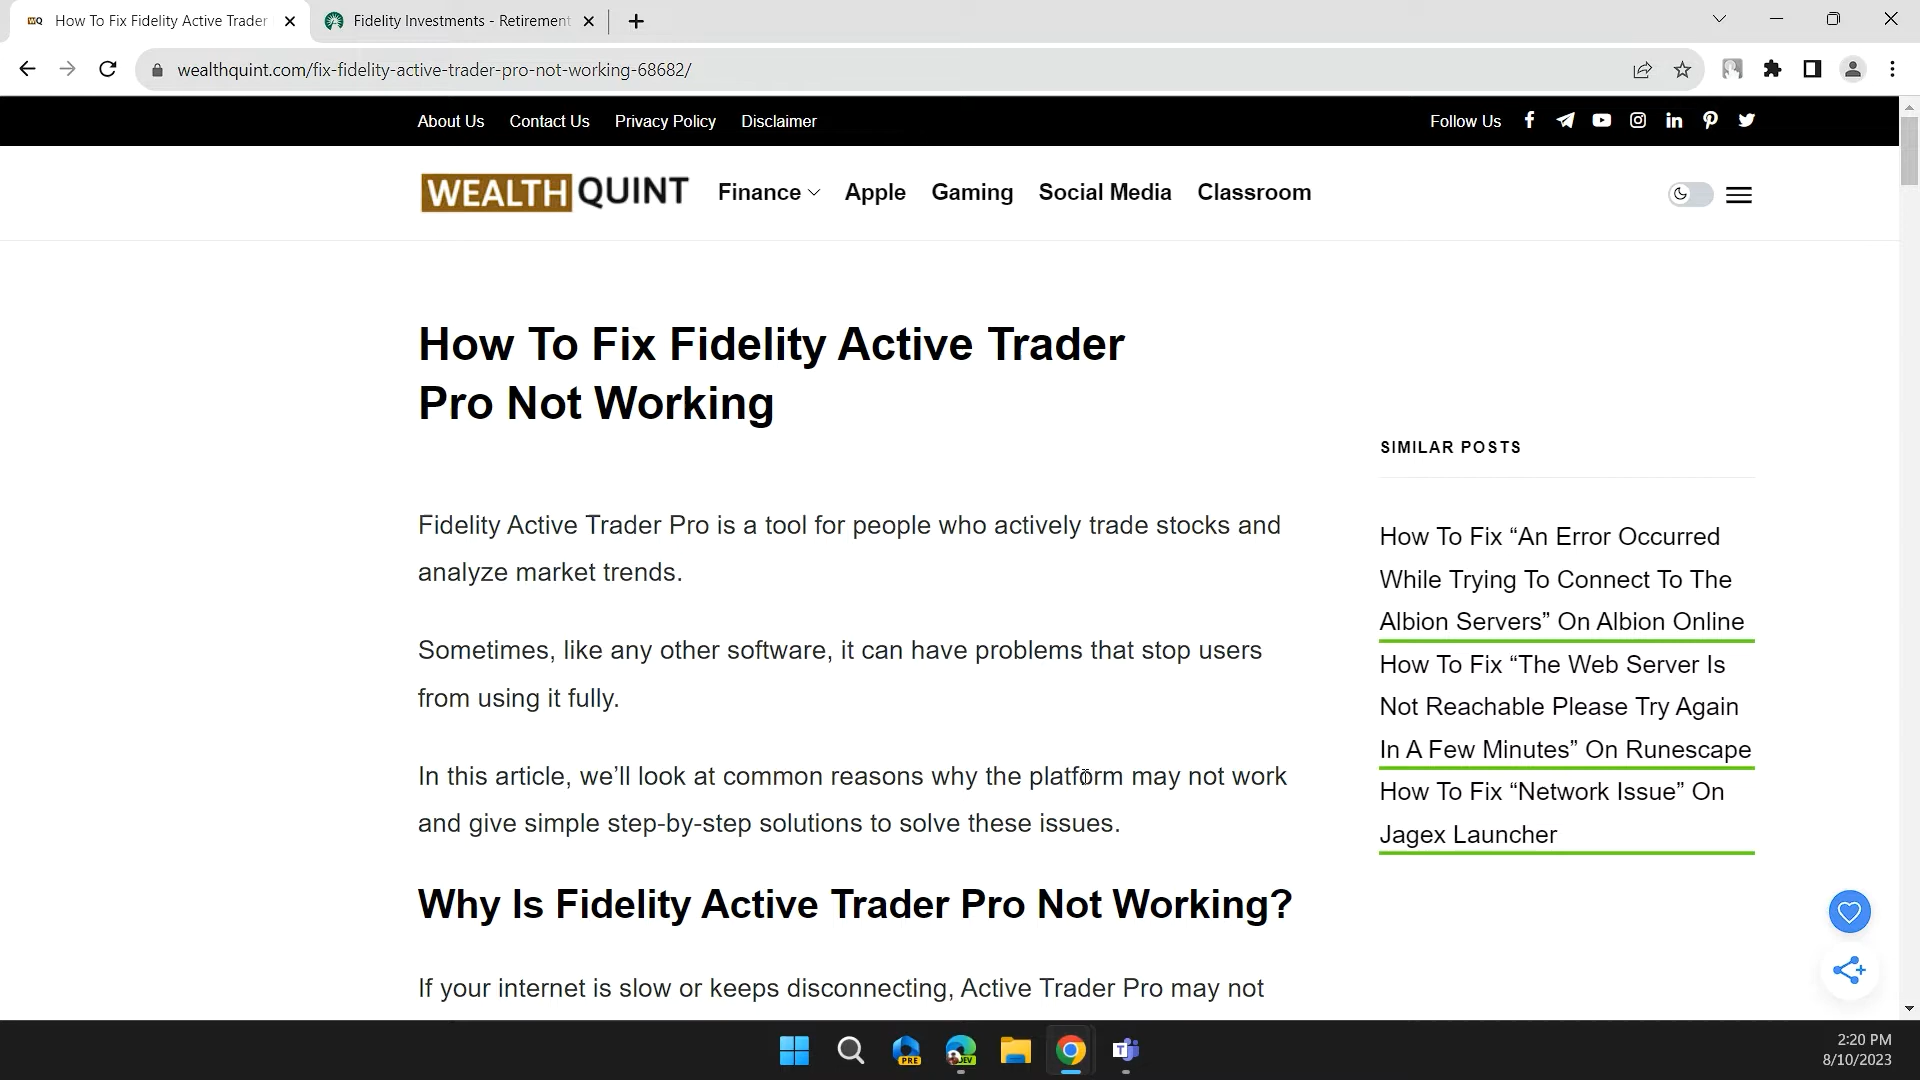 How To Fix Fidelity Active Trader
Fidelity Investments - Retirement
wealthquint.com/fix-fidelity-active-trader-pro-not-working-68682/
About Us Contact Us Privacy Policy Disclaimer Follow Us
WEALTH QUINT Finance Apple Gaming Social Media Classroom
How To Fix Fidelity Active Trader
Pro Not Working
Fidelity Active Trader Pro is a tool for people who actively trade stocks and
analyze market trends.
Sometimes, like any other software, it can have problems that stop users
from using it fully.
In this article, we’ll look at common reasons why the platform may not work
and give simple step-by-step solutions to solve these issues.
Why Is Fidelity Active Trader Pro Not Working?
If your internet is slow or keeps disconnecting, Active Trader Pro may not
SIMILAR POSTS
How To Fix “An Error Occurred
While Trying To Connect To The
Albion Servers” On Albion Online
How To Fix “The Web Server Is
Not Reachable Please Try Again
In A Few Minutes” On Runescape
How To Fix “Network Issue” On
Jagex Launcher
PRE
DEV
2:20 PM
8/10/2023